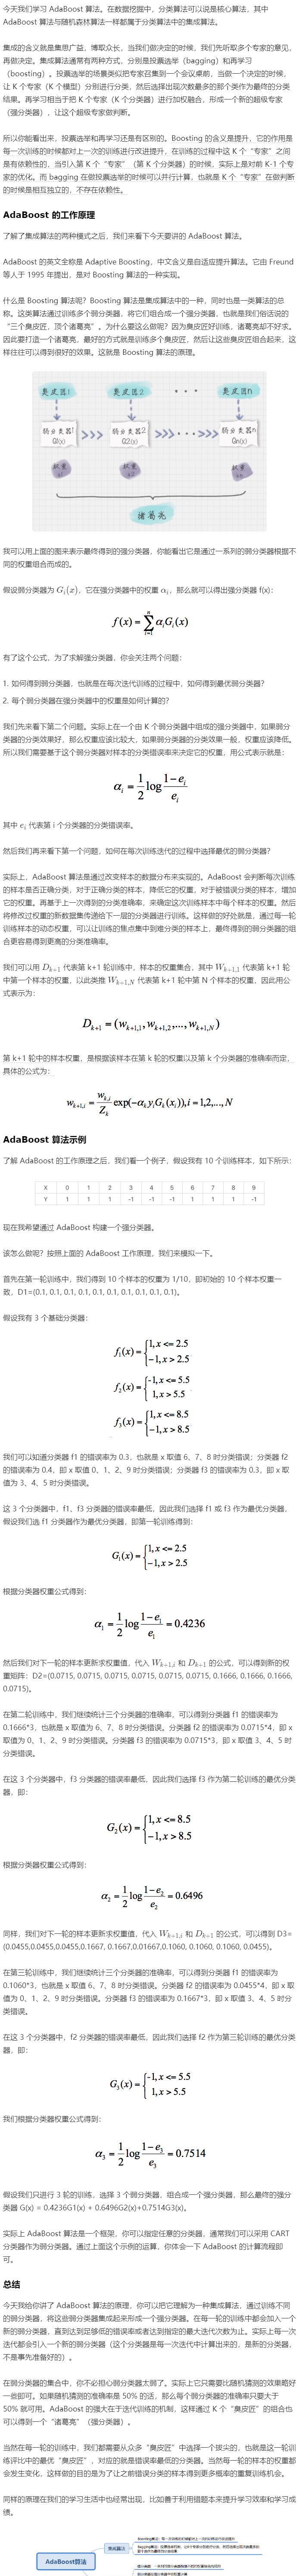 今天我们学习 AdaBoost 算法。在数据挖掘中，分类算法可以说是核心算法，其中
AdaBoost 算法与随机森林算法一样都属于分类算法中的集成算法。
集成的含义就是集思广益，博取众长，当我们做决定的时候，我们先听取多个专家的意见，
再做决定。集成算法通常有两种方式，分别是投票选举（bagging）和再学习
（boosting）。投票选举的场景类似把专家召集到一个会议桌前，当做一个决定的时候，
让 K 个专家（K 个模型）分别进行分类，然后选择出现次数最多的那个类作为最终的分类
结果。再学习相当于把 K 个专家（K 个分类器）进行加权融合，形成一个新的超级专家
（强分类器），让这个超级专家做判断。
所以你能看出来，投票选举和再学习还是有区别的。Boosting 的含义是提升，它的作用是
每一次训练的时候都对上一次的训练进行改进提升，在训练的过程中这 K 个“专家”之间
是有依赖性的，当引入第 K 个“专家”（第 K 个分类器）的时候，实际上是对前 K-1 个专
家的优化。而 bagging 在做投票选举的时候可以并行计算，也就是 K 个“专家”在做判断
的时候是相互独立的，不存在依赖性。
AdaBoost 的工作原理
了解了集成算法的两种模式之后，我们来看下今天要讲的 AdaBoost 算法。
AdaBoost 的英文全称是 Adaptive Boosting，中文含义是自适应提升算法。它由 Freund
等人于 1995 年提出，是对 Boosting 算法的一种实现。
什么是 Boosting 算法呢？Boosting 算法是集成算法中的一种，同时也是一类算法的总
称。这类算法通过训练多个弱分类器，将它们组合成一个强分类器，也就是我们俗话说的
“三个臭皮匠，顶个诸葛亮”。为什么要这么做呢？因为臭皮匠好训练，诸葛亮却不好求。
因此要打造一个诸葛亮，最好的方式就是训练多个臭皮匠，然后让这些臭皮匠组合起来，这
样往往可以得到很好的效果。这就是 Boosting 算法的原理。
臭皮匠1 臭皮匠2 · · · 臭皮匠n
弱分类器1 G1(x) >>> 弱分类器2 G2(x) >>>···>>> 弱分类器n Gn(x)
权重 α1 权重 α2 权重 αn
诸葛亮
我可以用上面的图来表示最终得到的强分类器，你能看出它是通过一系列的弱分类器根据不
同的权重组合而成的。
假设弱分类器为 G_i(x)，它在强分类器中的权重 α_i，那么就可以得出强分类器 f(x)：
f(x) = ∑_{i=1}^{n} α_i G_i(x)
有了这个公式，为了求解强分类器，你会关注两个问题：
1. 如何得到弱分类器，也就是在每次迭代训练的过程中，如何得到最优弱分类器？
2. 每个弱分类器在强分类器中的权重是如何计算的？
我们先来看下第二个问题。实际上在一个由 K 个弱分类器中组成的强分类器中，如果弱分
类器的分类效果好，那么权重应该比较大，如果弱分类器的分类效果一般，权重应该降低。
所以我们需要基于这个弱分类器对样本的分类错误率来决定它的权重，用公式表示就是：
α_i = 1/2 log (1−e_i)/e_i
其中 e_i 代表第 i 个分类器的分类错误率。
然后我们再来看下第一个问题，如何在每次训练迭代的过程中选择最优的弱分类器？
实际上，AdaBoost 算法是通过改变样本的数据分布来实现的。AdaBoost 会判断每次训练
的样本是否正确分类，对于正确分类的样本，降低它的权重，对于被错误分类的样本，增加
它的权重。再基于上一次得到的分类准确率，来确定这次训练样本中每个样本的权重。然后
将修改过权重的新数据集传递给下一层的分类器进行训练。这样做的好处就是，通过每一轮
训练样本的动态权重，可以让训练的焦点集中到难分类的样本上，最终得到的弱分类器的组
合更容易得到更高的分类准确率。
我们可以用 D_{k+1} 代表第 k+1 轮训练中，样本的权重集合，其中 W_{k+1,1} 代表第 k+1 轮
中第一个样本的权重，以此类推 W_{k+1,N} 代表第 k+1 轮中第 N 个样本的权重，因此用公
式表示为：
D_{k+1} = (w_{k+1,1}, w_{k+1,2}, ..., w_{k+1,N})
第 k+1 轮中的样本权重，是根据该样本在第 k 轮的权重以及第 k 个分类器的准确率而定，
具体的公式为：
w_{k+1,i} = w_{k,i}/Z_k exp(−α_k y_i G_k(x_i)), i = 1,2,...,N
AdaBoost 算法示例
了解 AdaBoost 的工作原理之后，我们看一个例子，假设我有 10 个训练样本，如下所示：
X 0 1 2 3 4 5 6 7 8 9
Y 1 1 1 -1 -1 -1 1 1 1 -1
现在我希望通过 AdaBoost 构建一个强分类器。
该怎么做呢？按照上面的 AdaBoost 工作原理，我们来模拟一下。
首先在第一轮训练中，我们得到 10 个样本的权重为 1/10，即初始的 10 个样本权重一
致，D1=(0.1, 0.1, 0.1, 0.1, 0.1, 0.1, 0.1, 0.1, 0.1, 0.1)。
假设我有 3 个基础分类器：
f_1(x) = { 1, x <= 2.5
−1, x > 2.5
f_2(x) = { -1, x <= 5.5
1, x > 5.5
f_3(x) = { 1, x <= 8.5
−1, x > 8.5
我们可以知道分类器 f1 的错误率为 0.3，也就是 x 取值 6、7、8 时分类错误；分类器 f2
的错误率为 0.4，即 x 取值 0、1、2、9 时分类错误；分类器 f3 的错误率为 0.3，即 x 取
值为 3、4、5 时分类错误。
这 3 个分类器中，f1、f3 分类器的错误率最低，因此我们选择 f1 或 f3 作为最优分类器，
假设我们选 f1 分类器作为最优分类器，即第一轮训练得到：
G_1(x) = { 1, x <= 2.5
−1, x > 2.5
根据分类器权重公式得到：
α_1 = 1/2 log (1−e_1)/e_1 = 0.4236
然后我们对下一轮的样本更新求权重值，代入 W_{k+1,i} 和 D_{k+1} 的公式，可以得到新的权
重矩阵：D2=(0.0715, 0.0715, 0.0715, 0.0715, 0.0715, 0.0715, 0.1666, 0.1666, 0.1666,
0.0715)。
在第二轮训练中，我们继续统计三个分类器的准确率，可以得到分类器 f1 的错误率为
0.1666*3，也就是 x 取值为 6、7、8 时分类错误。分类器 f2 的错误率为 0.0715*4，即 x
取值为 0、1、2、9 时分类错误。分类器 f3 的错误率为 0.0715*3，即 x 取值 3、4、5 时
分类错误。
在这 3 个分类器中，f3 分类器的错误率最低，因此我们选择 f3 作为第二轮训练的最优分类
器，即：
G_2(x) = { 1, x <= 8.5
−1, x > 8.5
根据分类器权重公式得到：
α_2 = 1/2 log (1−e_2)/e_2 = 0.6496
同样，我们对下一轮的样本更新求权重值，代入 W_{k+1,i} 和 D_{k+1} 的公式，可以得到 D3=
(0.0455,0.0455,0.0455,0.1667, 0.1667,0.01667,0.1060, 0.1060, 0.1060, 0.0455)。
在第三轮训练中，我们继续统计三个分类器的准确率，可以得到分类器 f1 的错误率为
0.1060*3，也就是 x 取值 6、7、8 时分类错误。分类器 f2 的错误率为 0.0455*4，即 x 取
值为 0、1、2、9 时分类错误。分类器 f3 的错误率为 0.1667*3，即 x 取值 3、4、5 时分
类错误。
在这 3 个分类器中，f2 分类器的错误率最低，因此我们选择 f2 作为第三轮训练的最优分类
器，即：
G_3(x) = { -1, x <= 5.5
1, x > 5.5
我们根据分类器权重公式得到：
α_3 = 1/2 log (1−e_3)/e_3 = 0.7514
假设我们只进行 3 轮的训练，选择 3 个弱分类器，组合成一个强分类器，那么最终的强分
类器 G(x) = 0.4236G1(x) + 0.6496G2(x)+0.7514G3(x)。
实际上 AdaBoost 算法是一个框架，你可以指定任意的分类器，通常我们可以采用 CART
分类器作为弱分类器。通过上面这个示例的运算，你体会一下 AdaBoost 的计算流程即
可。
总结
今天我给你讲了 AdaBoost 算法的原理，你可以把它理解为一种集成算法，通过训练不同
的弱分类器，将这些弱分类器集成起来形成一个强分类器。在每一轮的训练中都会加入一个
新的弱分类器，直到达到足够低的错误率或者达到指定的最大迭代次数为止。实际上每一次
迭代都会引入一个新的弱分类器（这个分类器是每一次迭代中计算出来的，是新的分类器，
不是事先准备好的）。
在弱分类器的集合中，你不必担心弱分类器太弱了。实际上它只需要比随机猜测的效果略好
一些即可。如果随机猜测的准确率是 50% 的话，那么每个弱分类器的准确率只要大于
50% 就可用。AdaBoost 的强大在于迭代训练的机制，这样通过 K 个“臭皮匠”的组合也
可以得到一个“诸葛亮”（强分类器）。
当然在每一轮的训练中，我们都需要从众多“臭皮匠”中选择一个拔尖的，也就是这一轮训
练评比中的最优“臭皮匠”，对应的就是错误率最低的分类器。当然每一轮的样本的权重都
会发生变化，这样做的目的是为了让之前错误分类的样本得到更多概率的重复训练机会。
同样的原理在我们的学习生活中也经常出现，比如善于利用错题本来提升学习效率和学习成
绩。
AdaBoost算法
集成算法